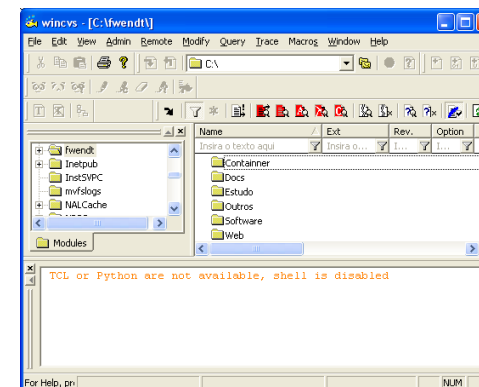 wincvs - [C:\fwendt\]
File Edit View Admin Remote Modify Query Trace Macros Window Help
C:\
Name / Ext Rev. Option
Insira o texto aqui Insira o... I... I...
fwendt
Inetpub
InstSVPC
mvfslogs
NALCache
Containner
Docs
Estudo
Outros
Software
Web
Modules
TCL or Python are not available, shell is disabled
For Help, pre
NUM